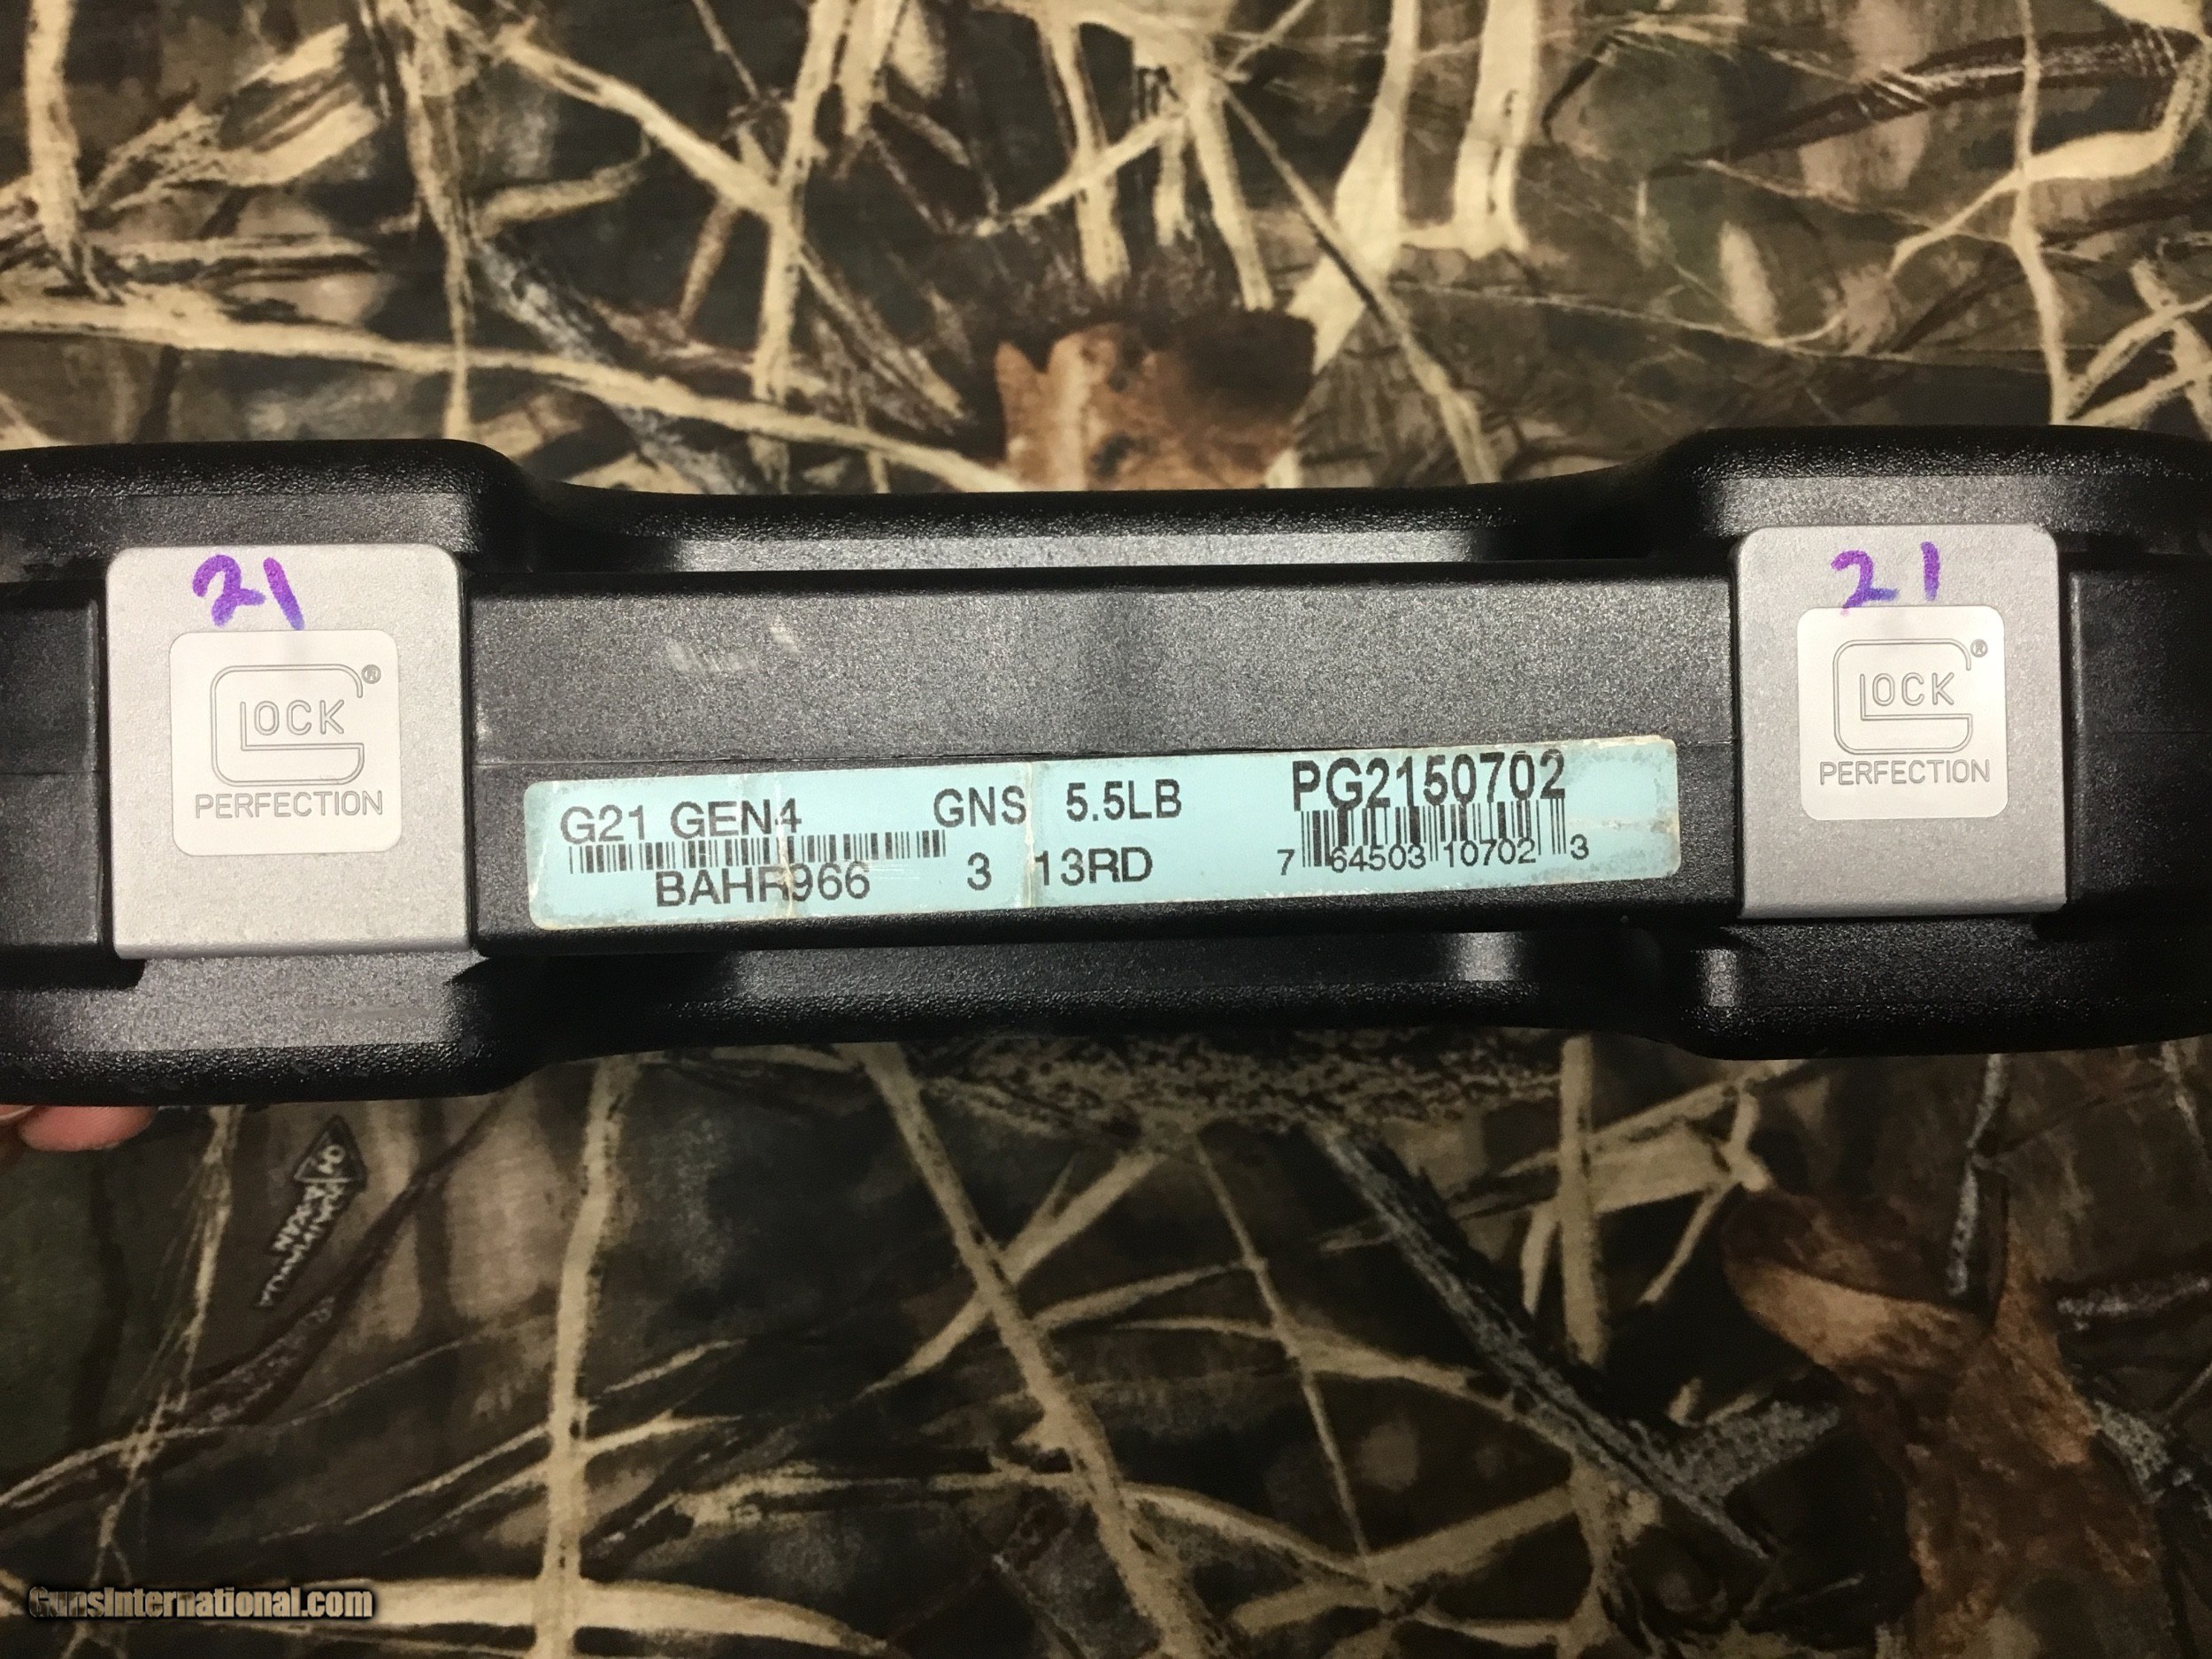 21
GLOCK®
PERFECTION
G21 GEN4 GNS 5.5LB PG2150702
BAHR966 3 13RD 7 64503 10702 3
21
GLOCK®
PERFECTION
GunsInternational.com